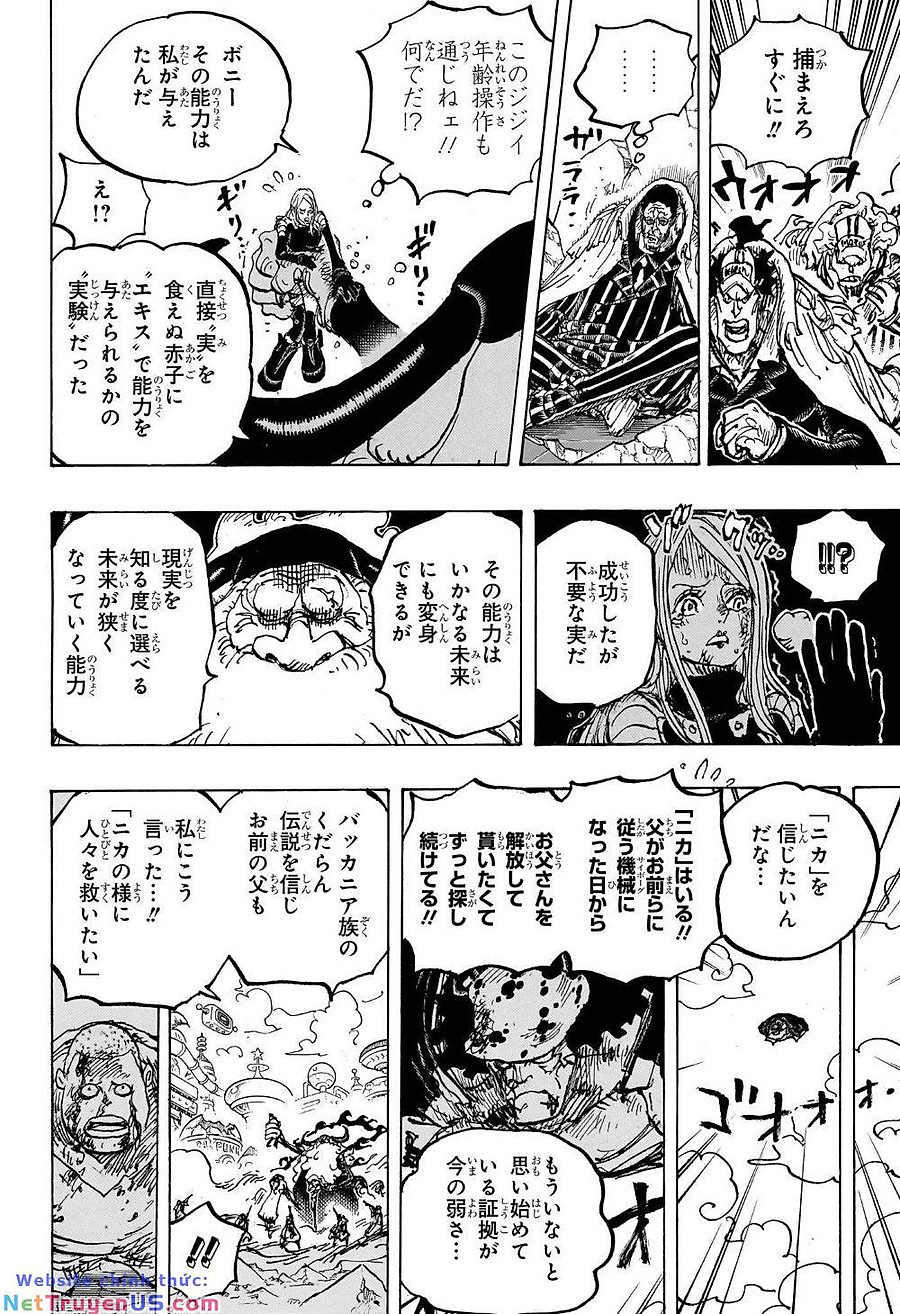 捕まえろ
すぐに!!
ウオオオオ
MARINE
……
……
ガララララ
このジジイ
年齢操作も
通じねェ!!
何でだ!?
ボニー
その能力は
私が与え
たんだ
え!?
ギリ…
ギリ…
直接〝実〟を
食えぬ赤子に
〝エキス〟で能力を
与えられるかの
〝実験〟だった
!!?
成功したが
不要な実だ
その能力は
いかなる未来
にも変身
できるが
現実を
知る度に選べる
未来が狭く
なっていく能力
「ニカ」を
信じたいん
だな…
ゴオオオオ
「ニカ」はいる!!
父がお前らに
従う機械に
なった日から
お父さんを
解放して
貰いたくて
ずっと探し
続けてる!!
もういないと
思い始めて
いる証拠が
今の弱さ…
バッカニア族の
くだらん
伝説を信じ
お前の父も
私にこう
言った…!!
「ニカの様に
人々を救いたい」
PUNK
!!
Website chính thức:
NetTruyenUS.com